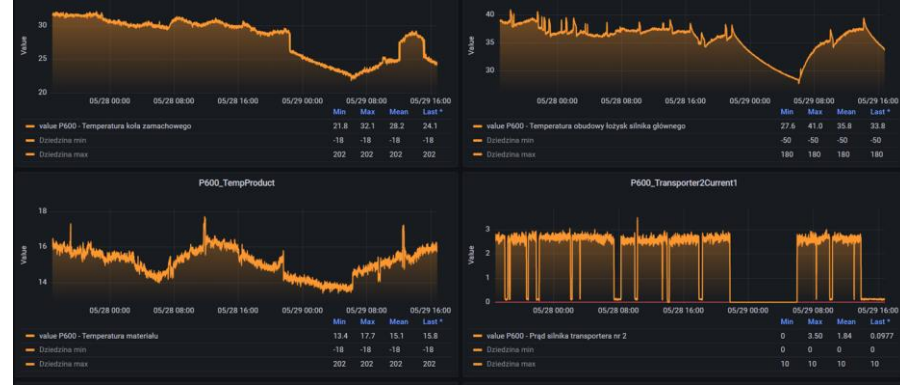 30
25
20
Value
05/28 00:00 05/28 08:00 05/28 16:00 05/29 00:00 05/29 08:00 05/29 16:00
Min Max Mean Last *
value P600 - Temperatura koła zamachowego 21.8 32.1 28.2 24.1
Dziedzina min -18 -18 -18 -18
Dziedzina max 202 202 202 202
40
35
30
Value
05/28 00:00 05/28 08:00 05/28 16:00 05/29 00:00 05/29 08:00 05/29 16:00
Min Max Mean Last *
value P600 - Temperatura obudowy łożysk silnika głównego 27.6 41.0 35.8 33.8
Dziedzina min -50 -50 -50 -50
Dziedzina max 180 180 180 180
P600_TempProduct
18
16
14
Value
05/28 00:00 05/28 08:00 05/28 16:00 05/29 00:00 05/29 08:00 05/29 16:00
Min Max Mean Last *
value P600 - Temperatura materiału 13.4 17.7 15.1 15.8
Dziedzina min -18 -18 -18 -18
Dziedzina max 202 202 202 202
P600_Transporter2Current1
3
2
1
0
Value
05/28 00:00 05/28 08:00 05/28 16:00 05/29 00:00 05/29 08:00 05/29 16:00
Min Max Mean Last *
value P600 - Prąd silnika transportera nr 2 0 3.50 1.84 0.0977
Dziedzina min 0 0 0 0
Dziedzina max 10 10 10 10